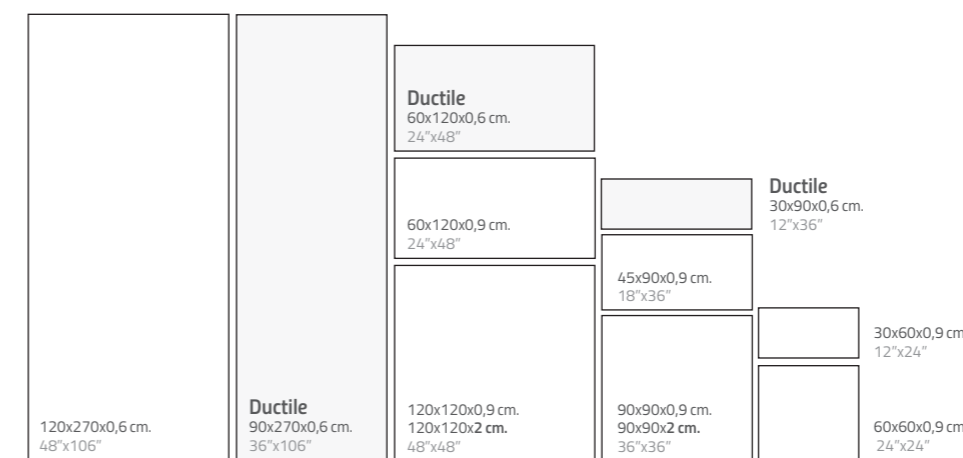 120x270x0,6 cm.
48”x106”
Ductile
90x270x0,6 cm.
36”x106”
Ductile
60x120x0,6 cm.
24”x48”
60x120x0,9 cm.
24”x48”
120x120x0,9 cm.
120x120x2 cm.
48”x48”
Ductile
30x90x0,6 cm.
12”x36”
45x90x0,9 cm.
18”x36”
90x90x0,9 cm.
90x90x2 cm.
36”x36”
30x60x0,9 cm
12”x24”
60x60x0,9 cm
24”x24”